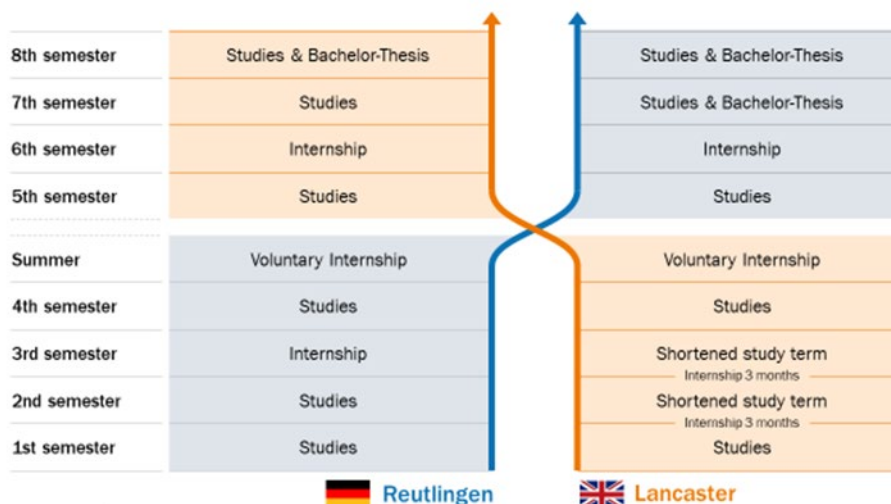 8th semester Studies & Bachelor-Thesis Studies & Bachelor-Thesis
7th semester Studies Studies & Bachelor-Thesis
6th semester Internship Internship
5th semester Studies Studies
Summer Voluntary Internship Voluntary Internship
4th semester Studies Studies
3rd semester Internship Shortened study term
Internship 3 months
2nd semester Studies Shortened study term
Internship 3 months
1st semester Studies Studies
Reutlingen Lancaster